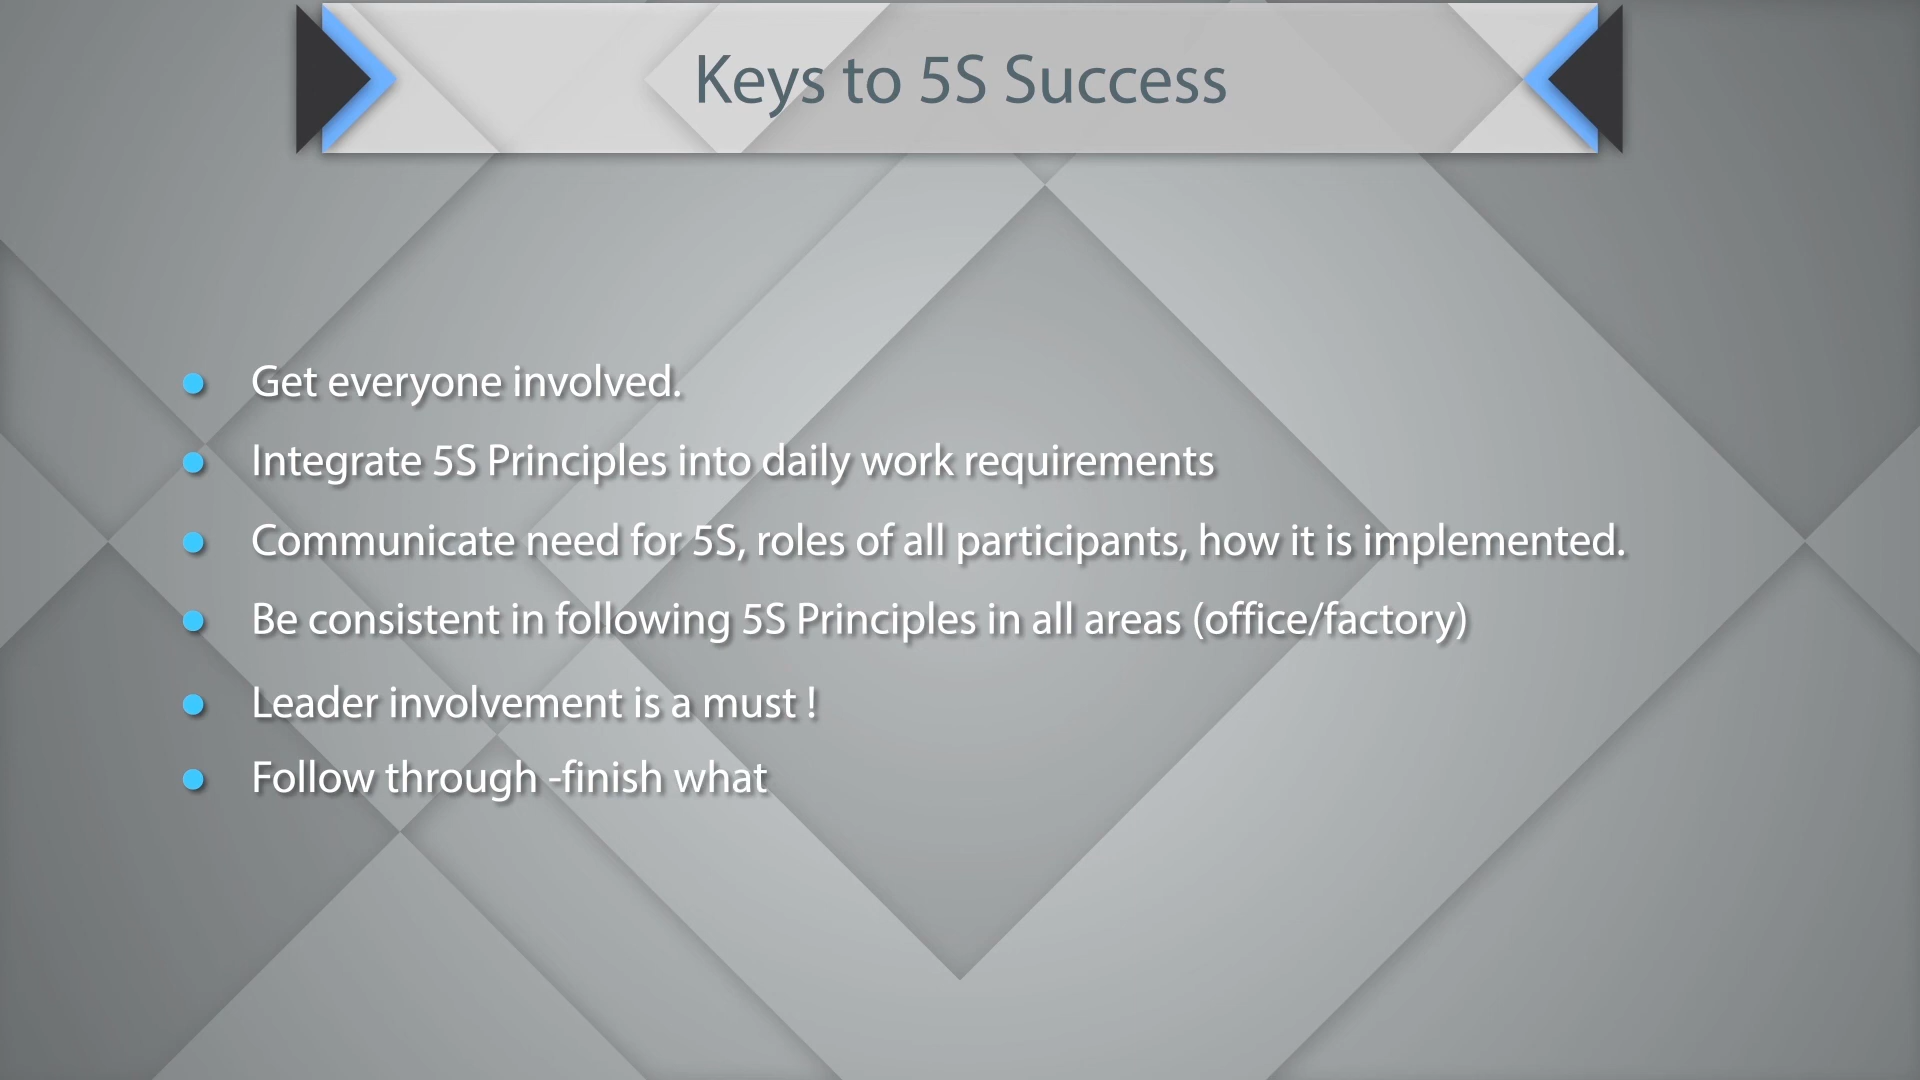 Keys to 5S Success
Get everyone involved.
Integrate 5S Principles into daily work requirements
Communicate need for 5S, roles of all participants, how it is implemented.
Be consistent in following 5S Principles in all areas (office/factory)
Leader involvement is a must !
Follow through -finish what